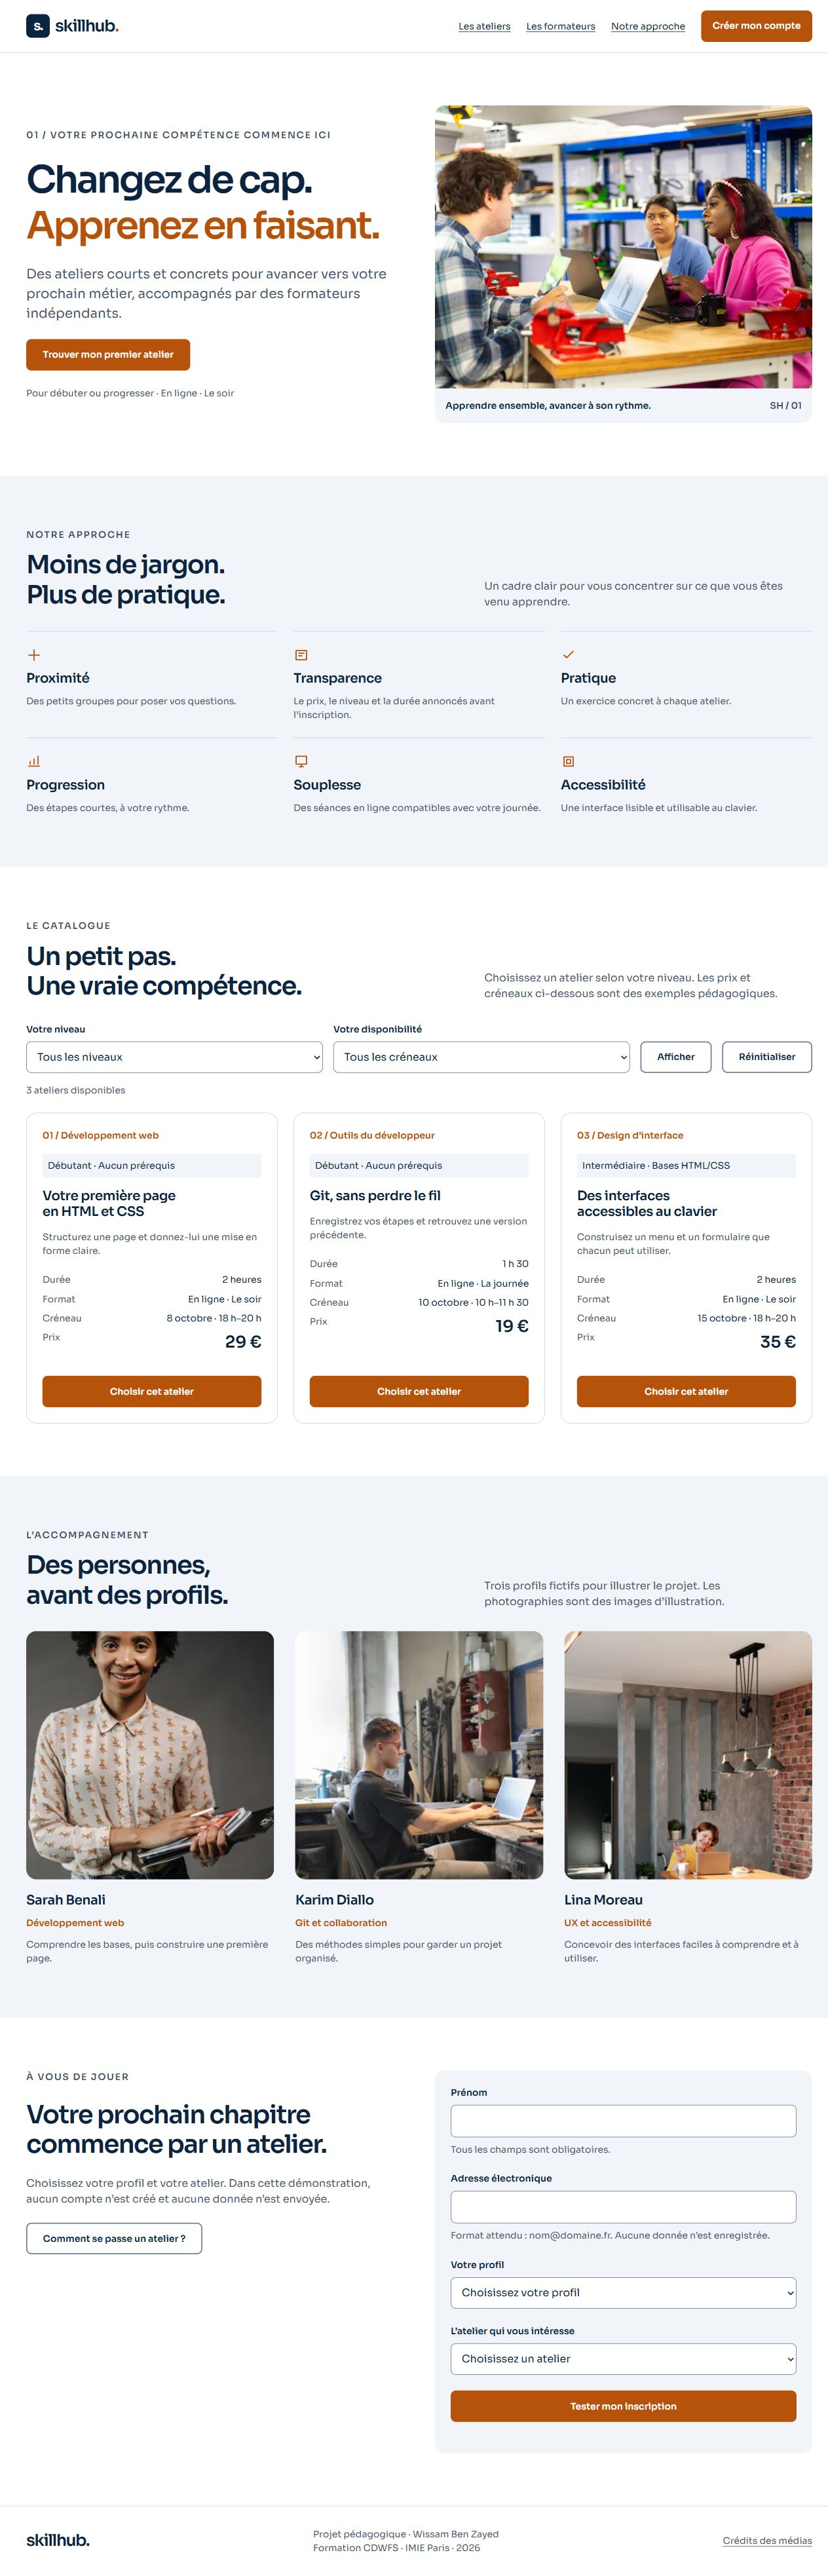 s. skillhub.
Les ateliers
Les formateurs
Notre approche
Créer mon compte
01 / VOTRE PROCHAINE COMPÉTENCE COMMENCE ICI
Changez de cap.
Apprenez en faisant.
Des ateliers courts et concrets pour avancer vers votre
prochain métier, accompagnés par des formateurs
indépendants.
Trouver mon premier atelier
Pour débuter ou progresser · En ligne · Le soir
Apprendre ensemble, avancer à son rythme.
SH / 01
NOTRE APPROCHE
Moins de jargon.
Plus de pratique.
Un cadre clair pour vous concentrer sur ce que vous êtes
venu apprendre.
Proximité
Des petits groupes pour poser vos questions.
Transparence
Le prix, le niveau et la durée annoncés avant
l’inscription.
Pratique
Un exercice concret à chaque atelier.
Progression
Des étapes courtes, à votre rythme.
Souplesse
Des séances en ligne compatibles avec votre journée.
Accessibilité
Une interface lisible et utilisable au clavier.
LE CATALOGUE
Un petit pas.
Une vraie compétence.
Choisissez un atelier selon votre niveau. Les prix et
créneaux ci-dessous sont des exemples pédagogiques.
Votre niveau
Tous les niveaux
Votre disponibilité
Tous les créneaux
Afficher
Réinitialiser
3 ateliers disponibles
01 / Développement web
Débutant · Aucun prérequis
Votre première page
en HTML et CSS
Structurez une page et donnez-lui une mise en
forme claire.
Durée 2 heures
Format En ligne · Le soir
Créneau 8 octobre · 18 h–20 h
Prix 29 €
Choisir cet atelier
02 / Outils du développeur
Débutant · Aucun prérequis
Git, sans perdre le fil
Enregistrez vos étapes et retrouvez une version
précédente.
Durée 1 h 30
Format En ligne · La journée
Créneau 10 octobre · 10 h–11 h 30
Prix 19 €
Choisir cet atelier
03 / Design d’interface
Intermédiaire · Bases HTML/CSS
Des interfaces
accessibles au clavier
Construisez un menu et un formulaire que
chacun peut utiliser.
Durée 2 heures
Format En ligne · Le soir
Créneau 15 octobre · 18 h–20 h
Prix 35 €
Choisir cet atelier
L’ACCOMPAGNEMENT
Des personnes,
avant des profils.
Trois profils fictifs pour illustrer le projet. Les
photographies sont des images d’illustration.
Sarah Benali
Développement web
Comprendre les bases, puis construire une première
page.
Karim Diallo
Git et collaboration
Des méthodes simples pour garder un projet
organisé.
Lina Moreau
UX et accessibilité
Concevoir des interfaces faciles à comprendre et à
utiliser.
À VOUS DE JOUER
Votre prochain chapitre
commence par un atelier.
Choisissez votre profil et votre atelier. Dans cette démonstration,
aucun compte n’est créé et aucune donnée n’est envoyée.
Comment se passe un atelier ?
Prénom
Tous les champs sont obligatoires.
Adresse électronique
Format attendu : nom@domaine.fr. Aucune donnée n’est enregistrée.
Votre profil
Choisissez votre profil
L’atelier qui vous intéresse
Choisissez un atelier
Tester mon inscription
skillhub.
Projet pédagogique · Wissam Ben Zayed
Formation CDWFS · IMIE Paris · 2026
Crédits des médias